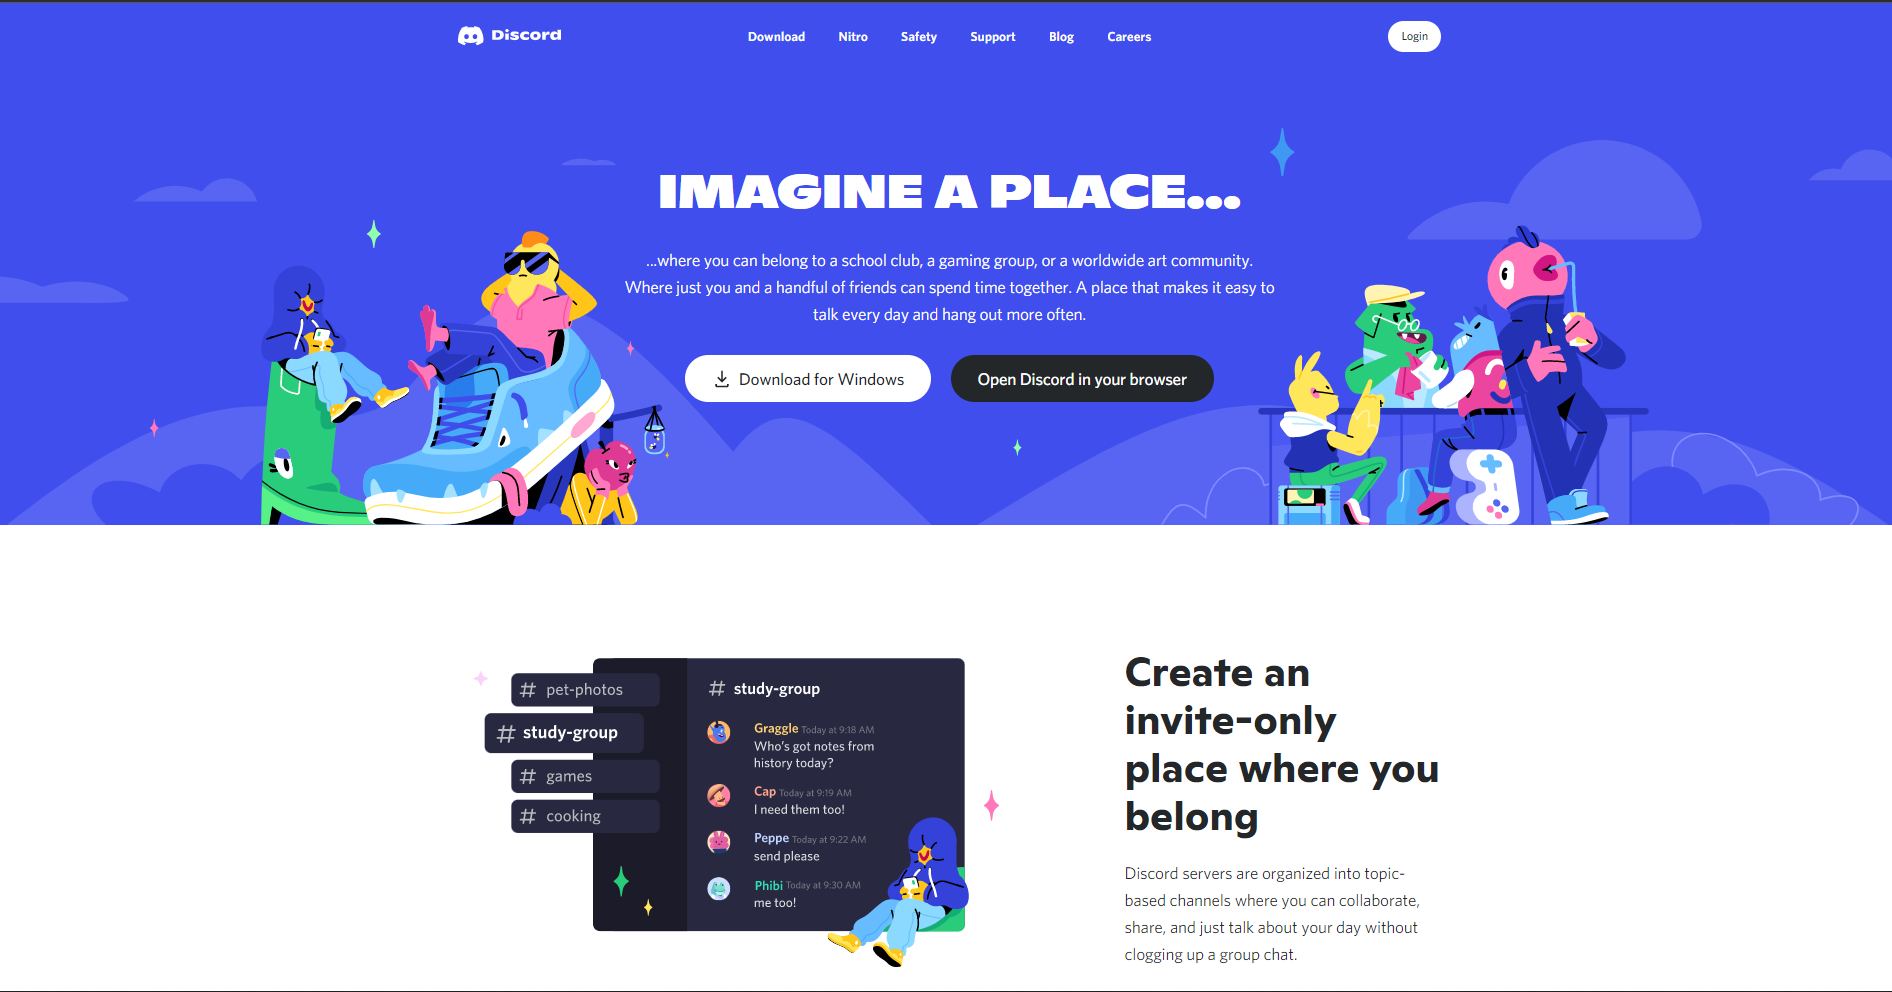 Discord
Download
Nitro
Safety
Support
Blog
Careers
Login
IMAGINE A PLACE...
...where you can belong to a school club, a gaming group, or a worldwide art community.
Where just you and a handful of friends can spend time together. A place that makes it easy to
talk every day and hang out more often.
Download for Windows
Open Discord in your browser
# pet-photos
# study-group
# games
# cooking
# study-group
Graggle Today at 9:18 AM
Who's got notes from
history today?
Cap Today at 9:19 AM
I need them too!
Peppe Today at 9:22 AM
send please
Phibi Today at 9:30 AM
me too!
Create an
invite-only
place where you
belong
Discord servers are organized into topic-
based channels where you can collaborate,
share, and just talk about your day without
clogging up a group chat.